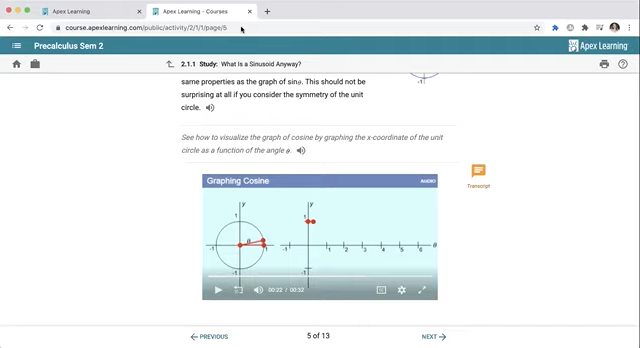 Apex Learning
Apex Learning - Courses
course.apexlearning.com/public/activity/2/1/1/page/5
Precalculus Sem 2
Apex Learning
2.1.1 Study: What Is a Sinusoid Anyway?
same properties as the graph of sinθ. This should not be
surprising at all if you consider the symmetry of the unit
circle.
-1
See how to visualize the graph of cosine by graphing the x-coordinate of the unit
circle as a function of the angle θ.
Transcript
Graphing Cosine
AUDIO
y
y
1
1
θ
-1
1
-1
1
2
3
4
5
6
θ
-1
-1
00:22 / 00:32
PREVIOUS
5 of 13
NEXT